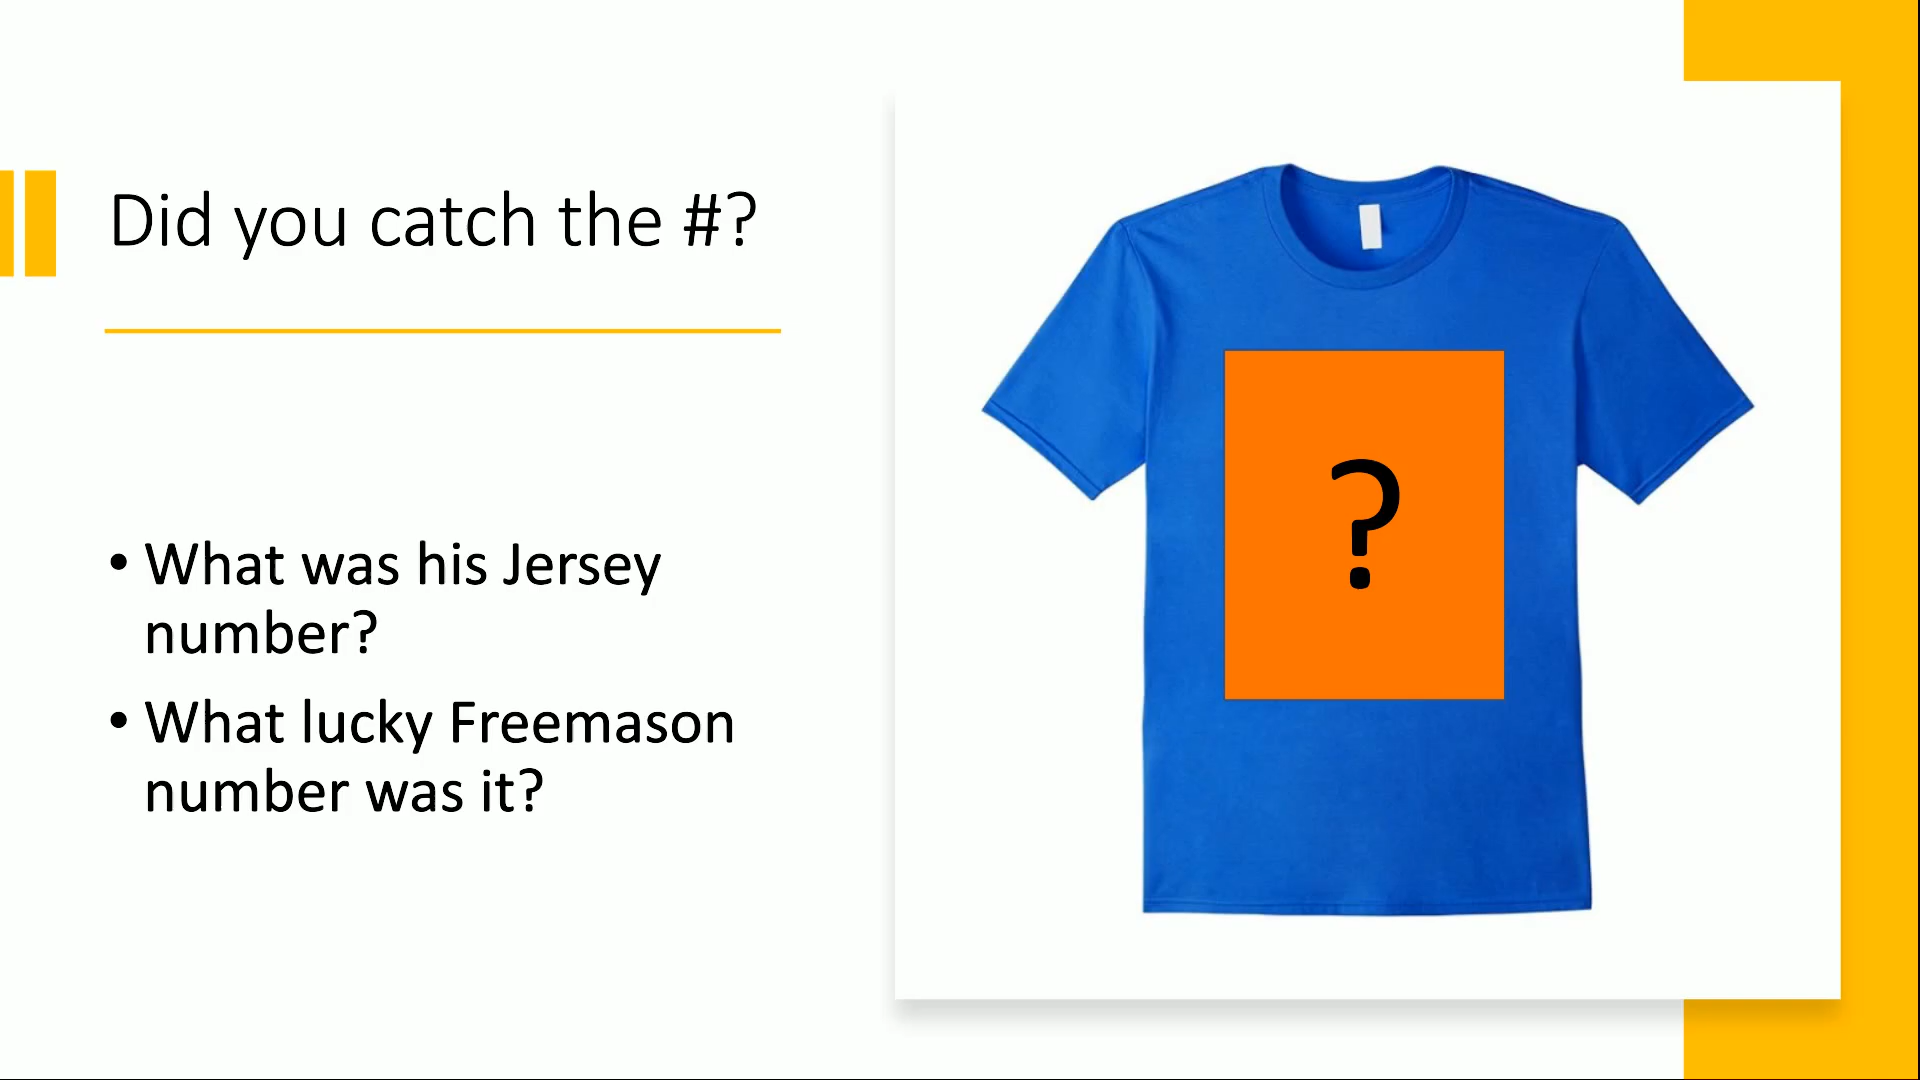 Did you catch the #?
• What was his Jersey
number?
• What lucky Freemason
number was it?
?